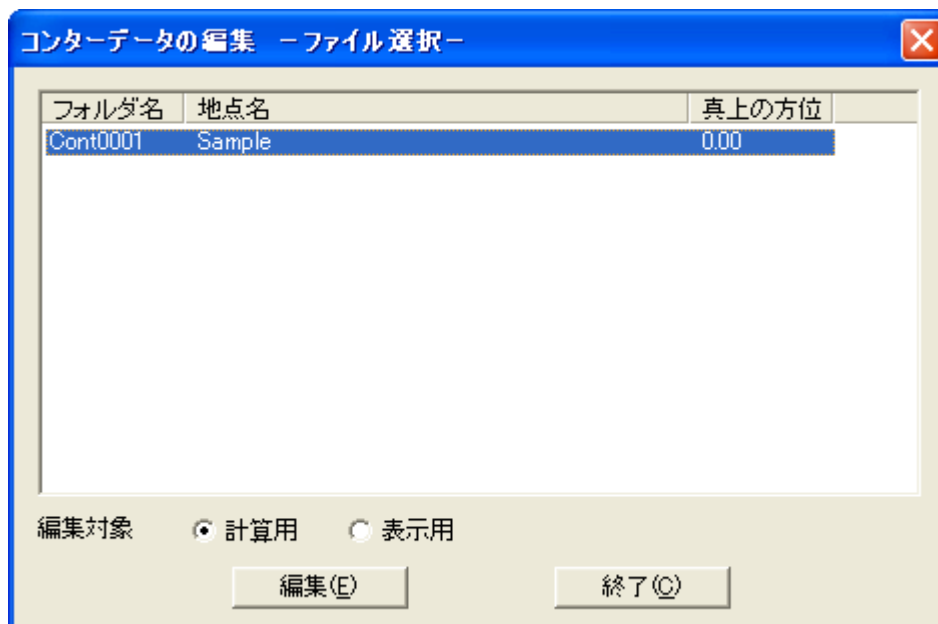 コンターデータの編集 －ファイル選択－
フォルダ名 地点名 真上の方位
Cont0001 Sample 0.00
編集対象 計算用 表示用
編集(E) 終了(C)